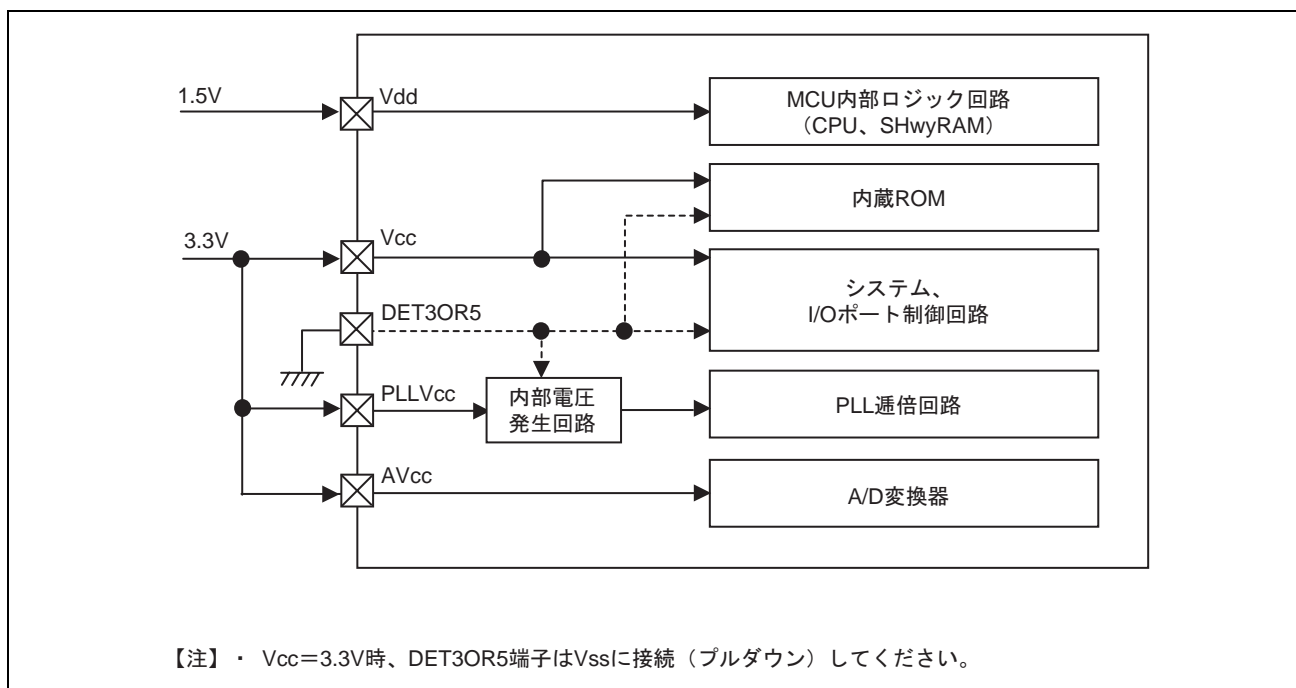 1.5V
Vdd
MCU内部ロジック回路
（CPU、SHwyRAM）
内蔵ROM
3.3V
Vcc
システム、
I/Oポート制御回路
DET3OR5
PLLVcc
内部電圧
発生回路
PLL逓倍回路
AVcc
A/D変換器
【注】・ Vcc＝3.3V時、DET3OR5端子はVssに接続（プルダウン）してください。